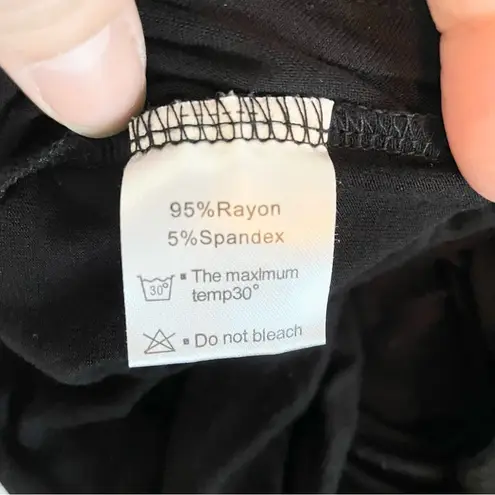 95%Rayon
5%Spandex
30° ▪ The maxlmum
temp30°
▪ Do not bleach